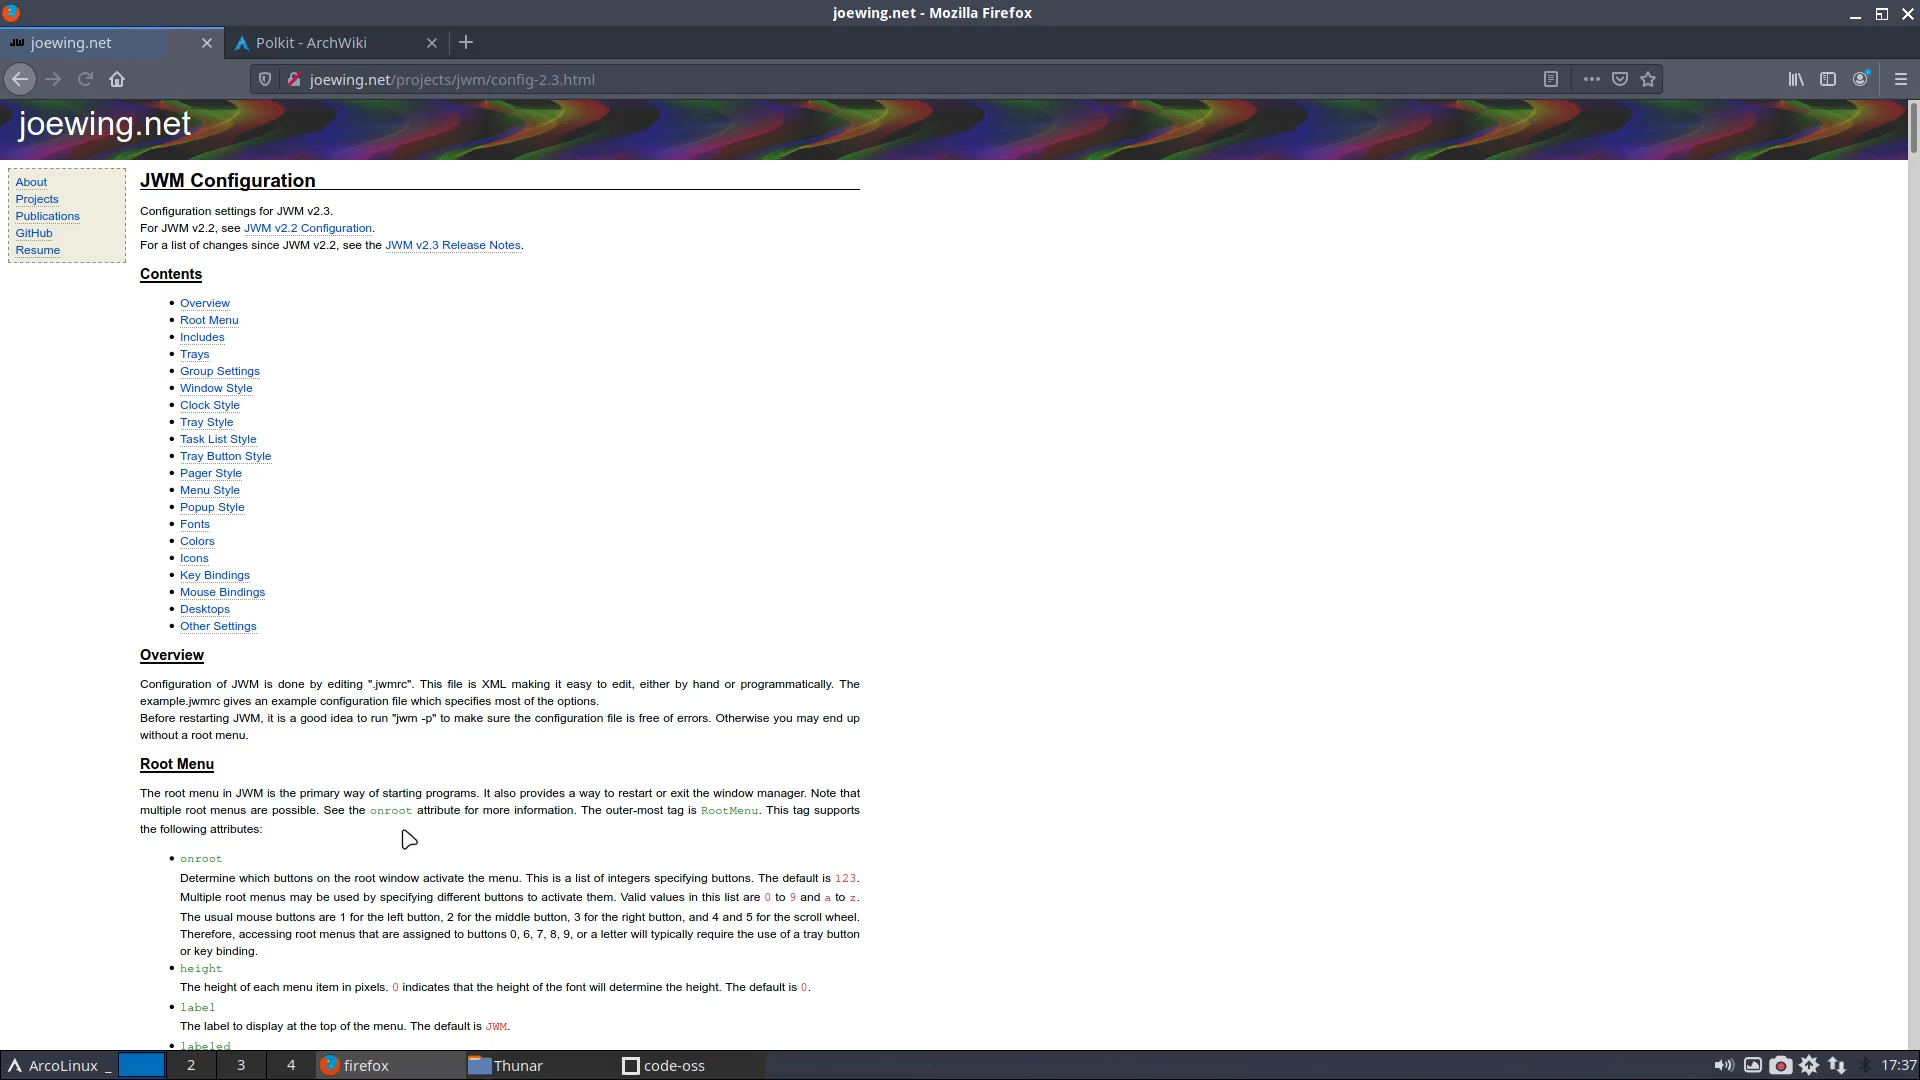 joewing.net - Mozilla Firefox
JW joewing.net
Polkit - ArchWiki
joewing.net/projects/jwm/config-2.3.html
joewing.net
About
Projects
Publications
GitHub
Resume
JWM Configuration
Configuration settings for JWM v2.3.
For JWM v2.2, see JWM v2.2 Configuration.
For a list of changes since JWM v2.2, see the JWM v2.3 Release Notes.
Contents
• Overview
• Root Menu
• Includes
• Trays
• Group Settings
• Window Style
• Clock Style
• Tray Style
• Task List Style
• Tray Button Style
• Pager Style
• Menu Style
• Popup Style
• Fonts
• Colors
• Icons
• Key Bindings
• Mouse Bindings
• Desktops
• Other Settings
Overview
Configuration of JWM is done by editing ".jwmrc". This file is XML making it easy to edit, either by hand or programmatically. The
example.jwmrc gives an example configuration file which specifies most of the options.
Before restarting JWM, it is a good idea to run "jwm -p" to make sure the configuration file is free of errors. Otherwise you may end up
without a root menu.
Root Menu
The root menu in JWM is the primary way of starting programs. It also provides a way to restart or exit the window manager. Note that
multiple root menus are possible. See the onroot attribute for more information. The outer-most tag is RootMenu. This tag supports
the following attributes:
• onroot
Determine which buttons on the root window activate the menu. This is a list of integers specifying buttons. The default is 123.
Multiple root menus may be used by specifying different buttons to activate them. Valid values in this list are 0 to 9 and a to z.
The usual mouse buttons are 1 for the left button, 2 for the middle button, 3 for the right button, and 4 and 5 for the scroll wheel.
Therefore, accessing root menus that are assigned to buttons 0, 6, 7, 8, 9, or a letter will typically require the use of a tray button
or key binding.
• height
The height of each menu item in pixels. 0 indicates that the height of the font will determine the height. The default is 0.
• label
The label to display at the top of the menu. The default is JWM.
• labeled
ArcoLinux _
2
3
4
firefox
Thunar
code-oss
17:37